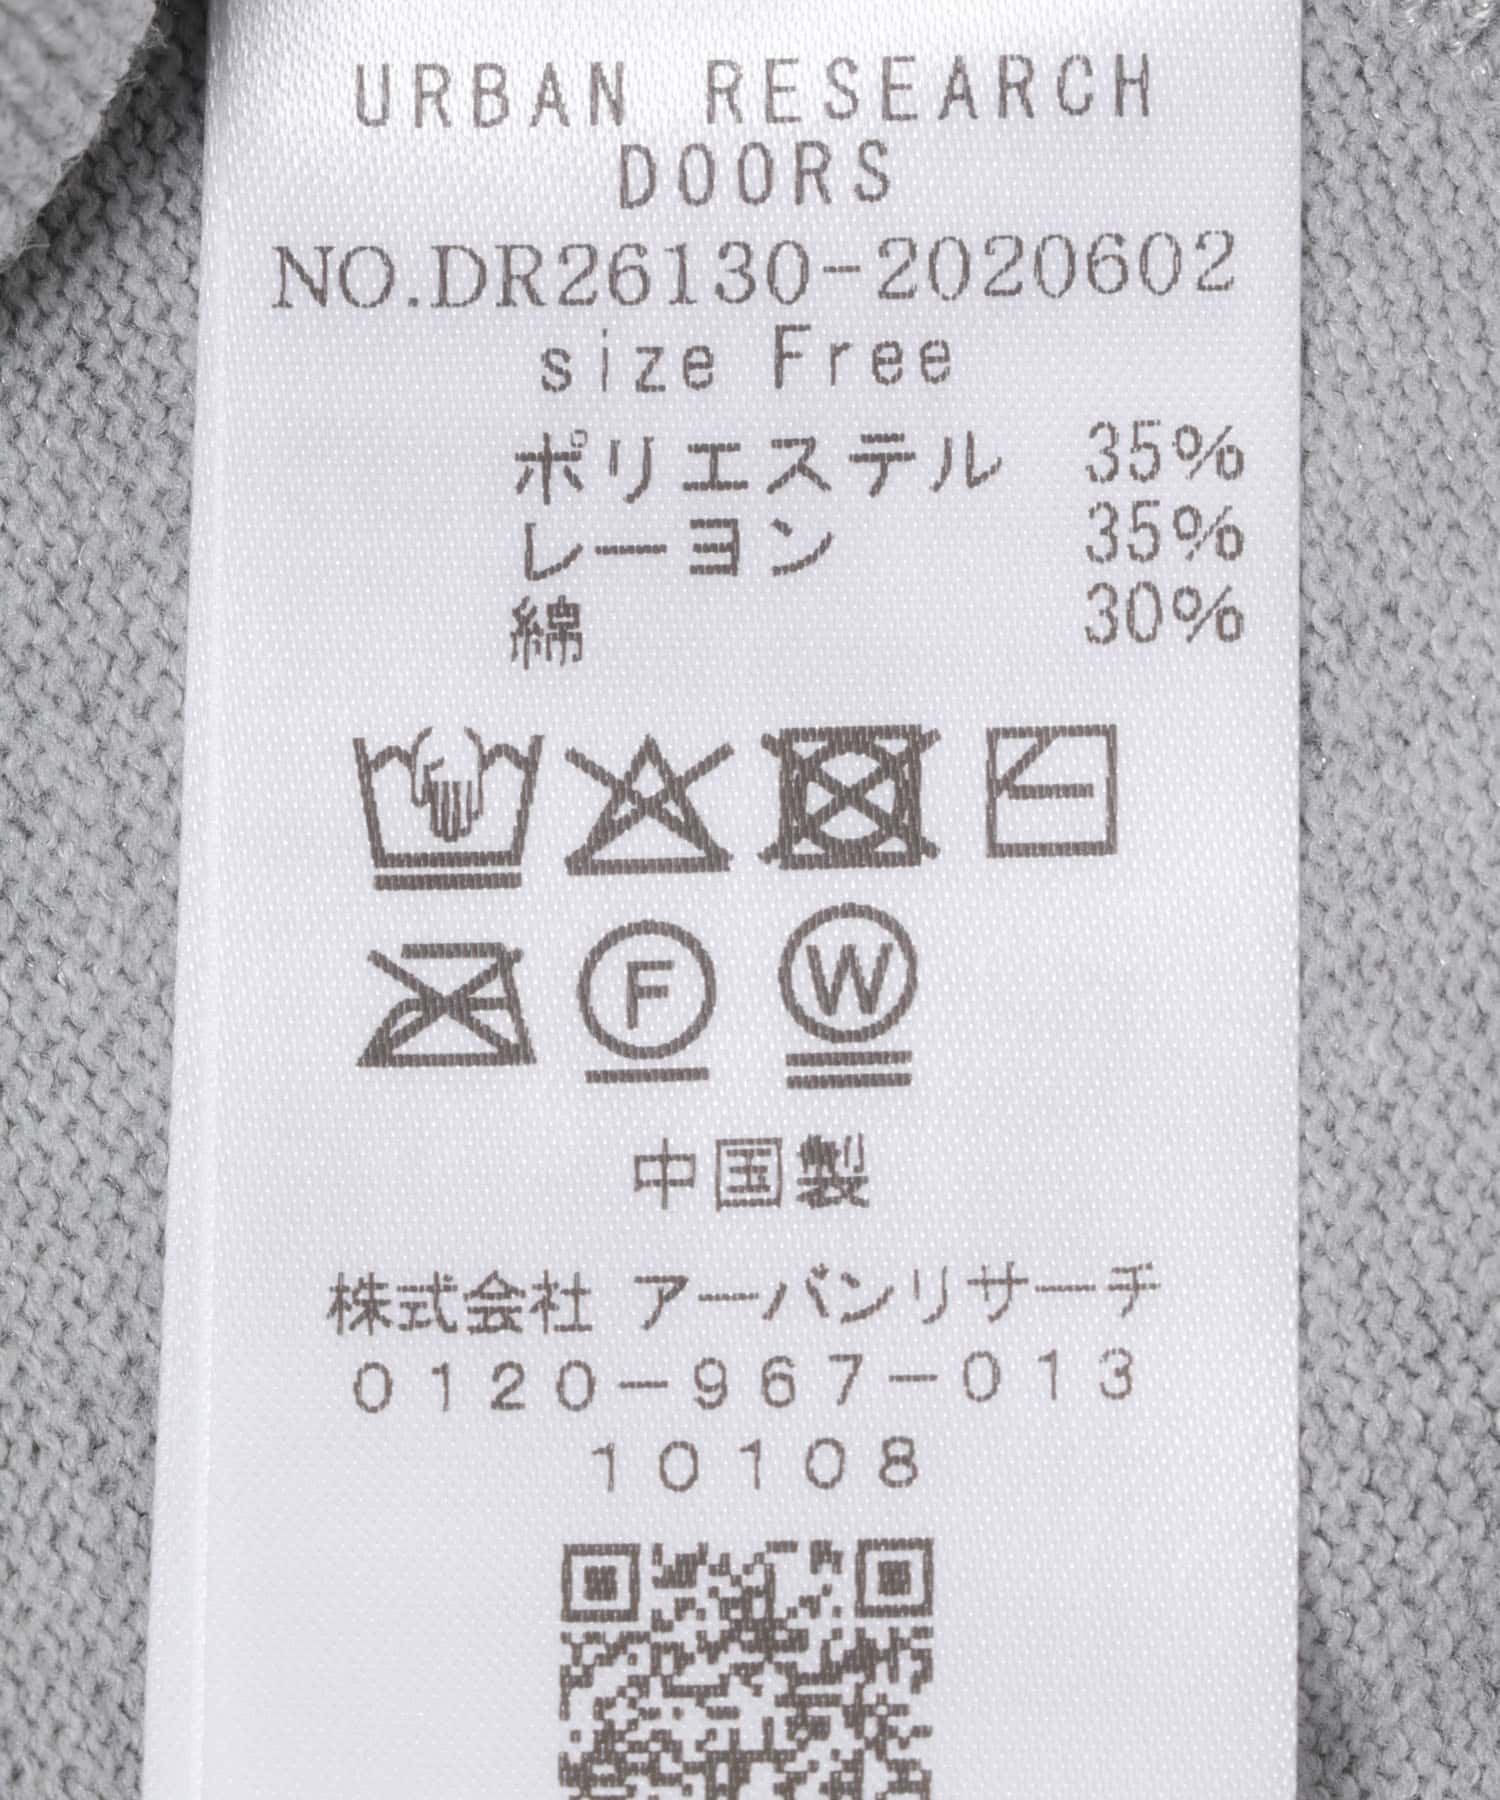 URBAN RESEARCH
DOORS
NO.DR26130-2020602
size Free
ポリエステル 35%
レーヨン 35%
綿 30%
F W
中国製
株式会社 アーバンリサーチ
0120-967-013
10108